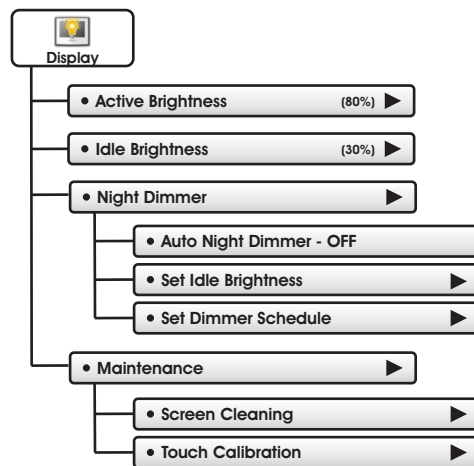 Display
• Active Brightness (80%)
• Idle Brightness (30%)
• Night Dimmer
• Auto Night Dimmer - OFF
• Set Idle Brightness
• Set Dimmer Schedule
• Maintenance
• Screen Cleaning
• Touch Calibration